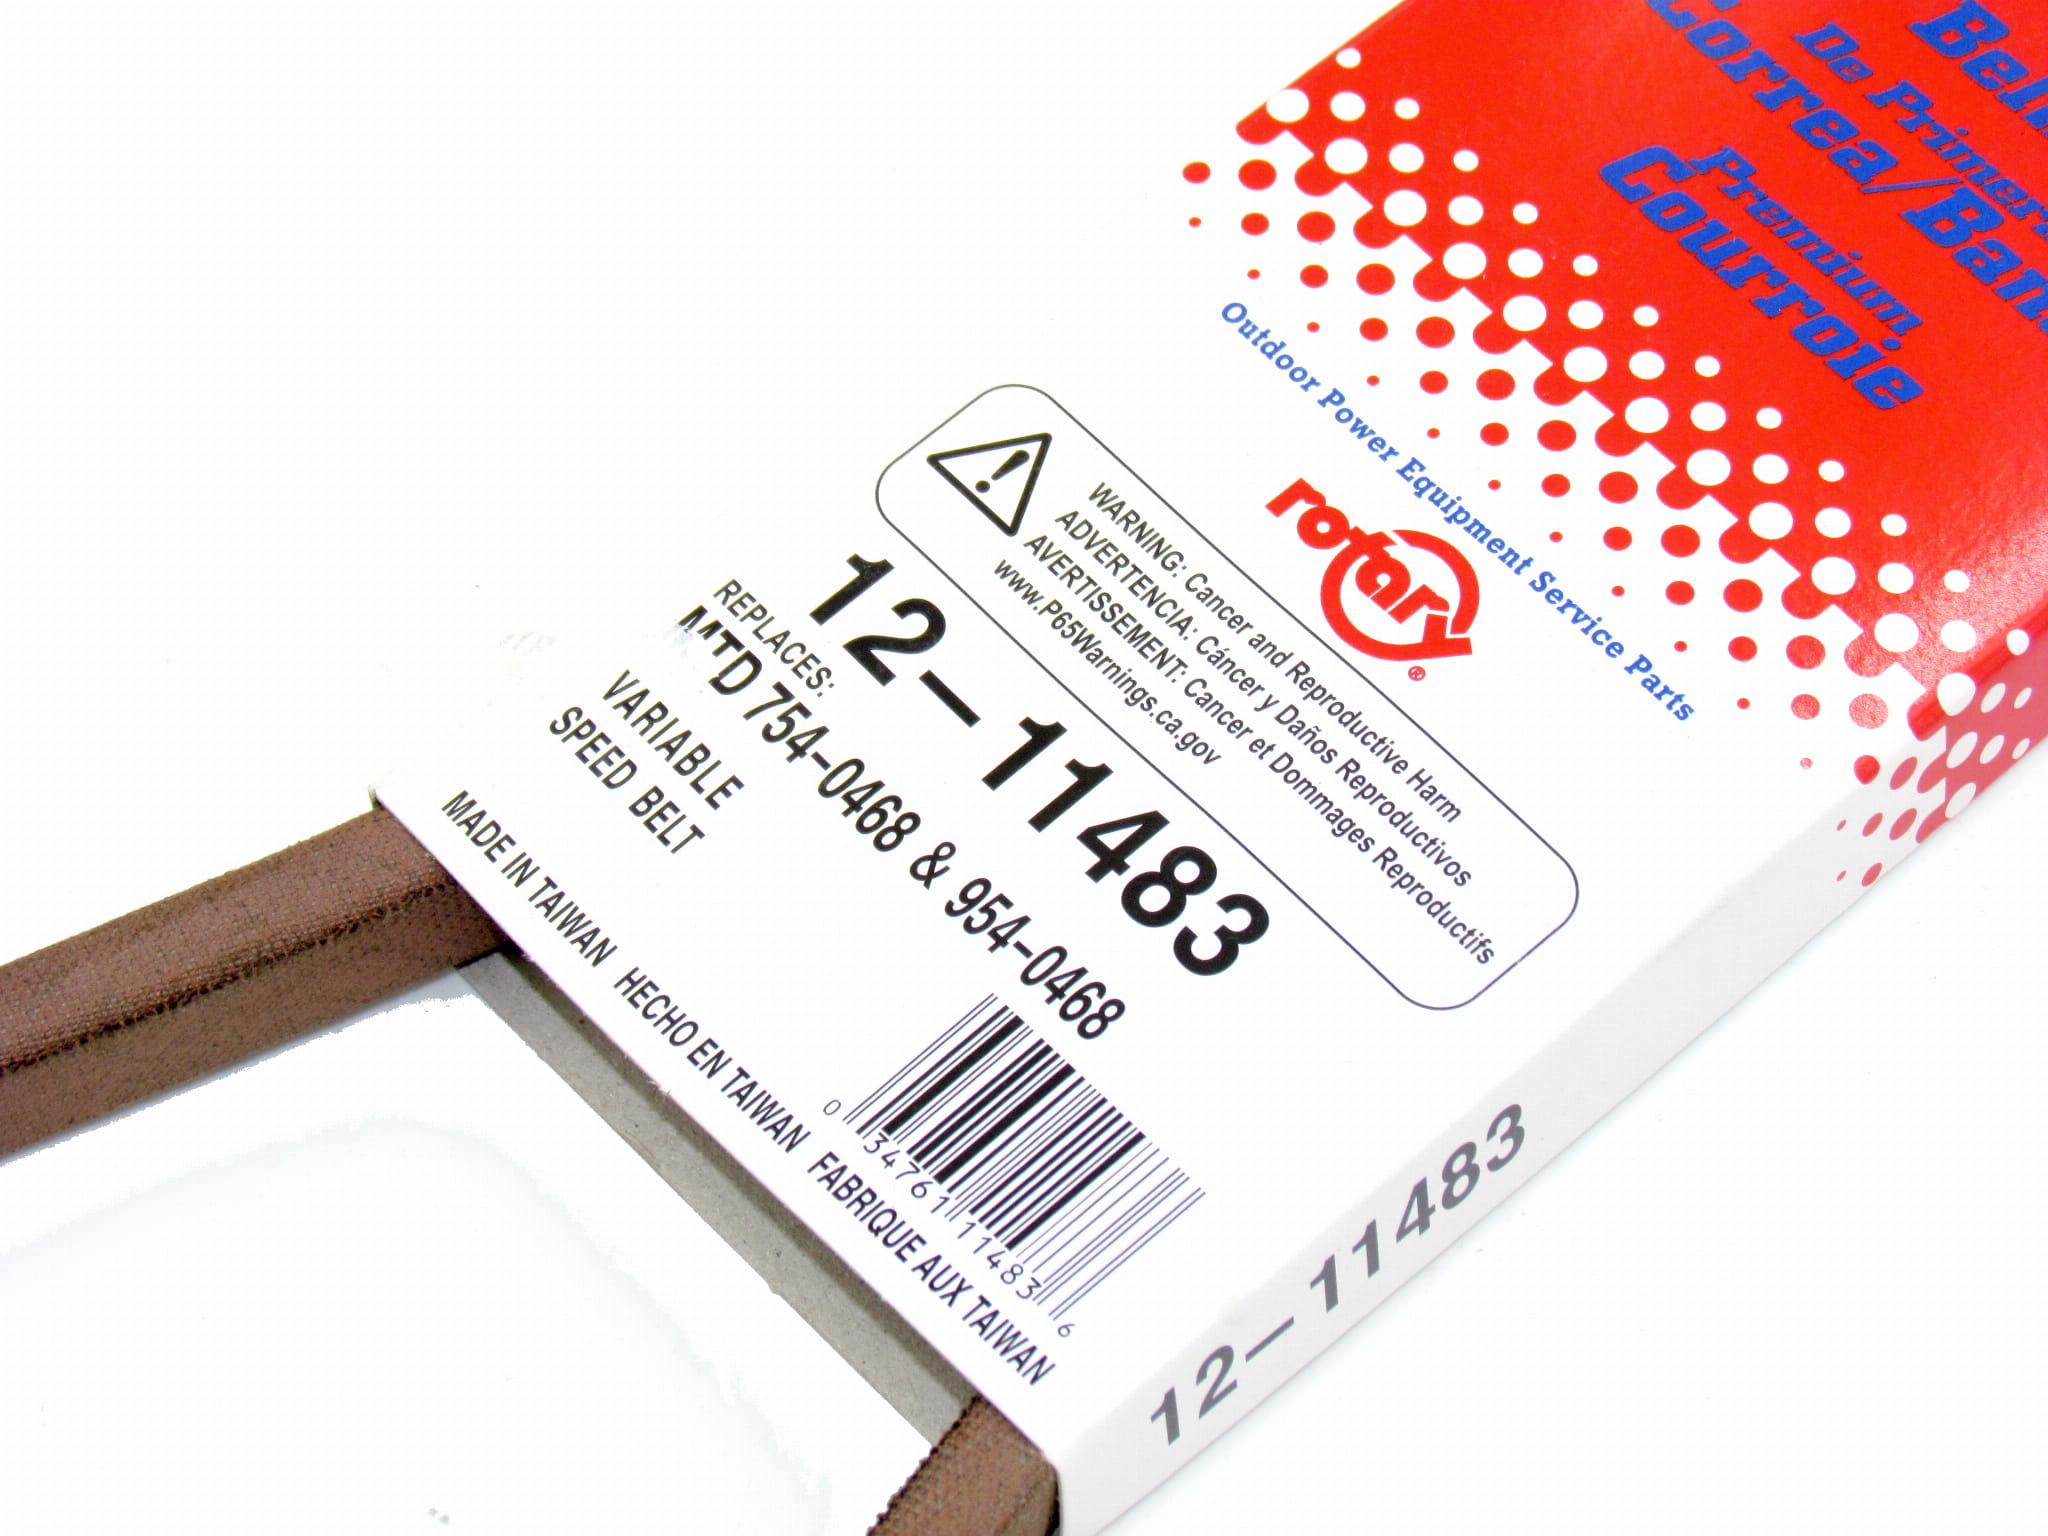 Correa/
De
Premium
Courroie
Outdoor Power Equipment Service Parts
rotary®
WARNING: Cancer and Reproductive Harm
ADVERTENCIA: Cáncer y Daños Reproductivos
AVERTISSEMENT: Cancer et Dommages Reproductifs
www.P65Warnings.ca.gov
12-11483
REPLACES:
MTD 754-0468 & 954-0468
VARIABLE
SPEED BELT
0 34761 11483 6
MADE IN TAIWAN HECHO EN TAIWAN FABRIQUE AUX TAIWAN
12-11483